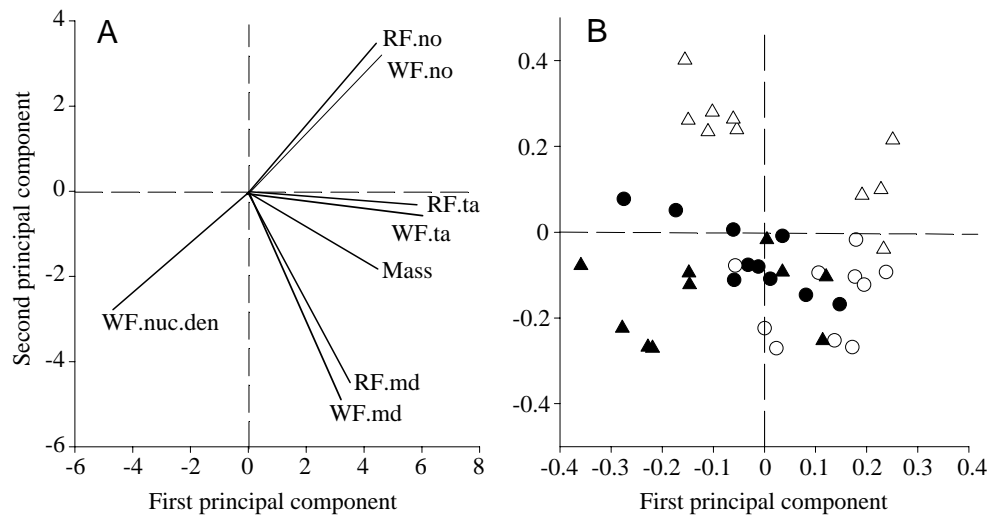 A
B
4
2
0
-2
-4
-6
Second principal component
RF.no
WF.no
RF.ta
WF.ta
Mass
WF.nuc.den
RF.md
WF.md
-6 -4 -2 0 2 4 6 8
First principal component
0.4
0.2
0
-0.2
-0.4
-0.4 -0.2 -0.1 0 0.1 0.2 0.3 0.4
First principal component